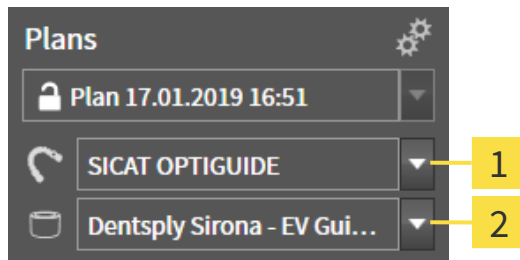 Plans
Plan 17.01.2019 16:51
SICAT OPTIGUIDE
1
Dentsply Sirona - EV Gui...
2